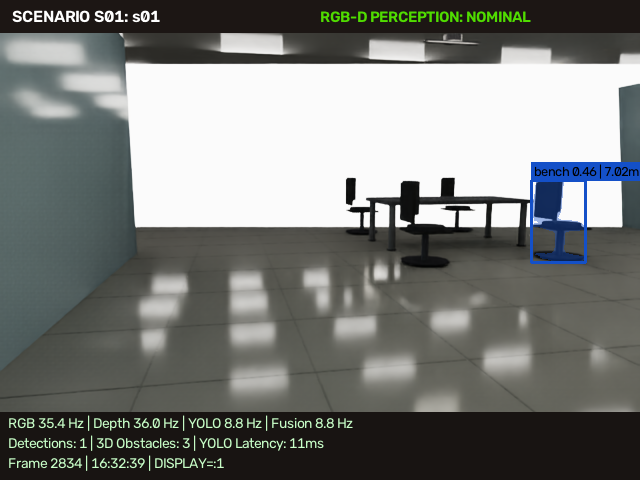 SCENARIO S01: s01
RGB-D PERCEPTION: NOMINAL
bench 0.46 | 7.02m
RGB 35.4 Hz | Depth 36.0 Hz | YOLO 8.8 Hz | Fusion 8.8 Hz
Detections: 1 | 3D Obstacles: 3 | YOLO Latency: 11ms
Frame 2834 | 16:32:39 | DISPLAY=:1